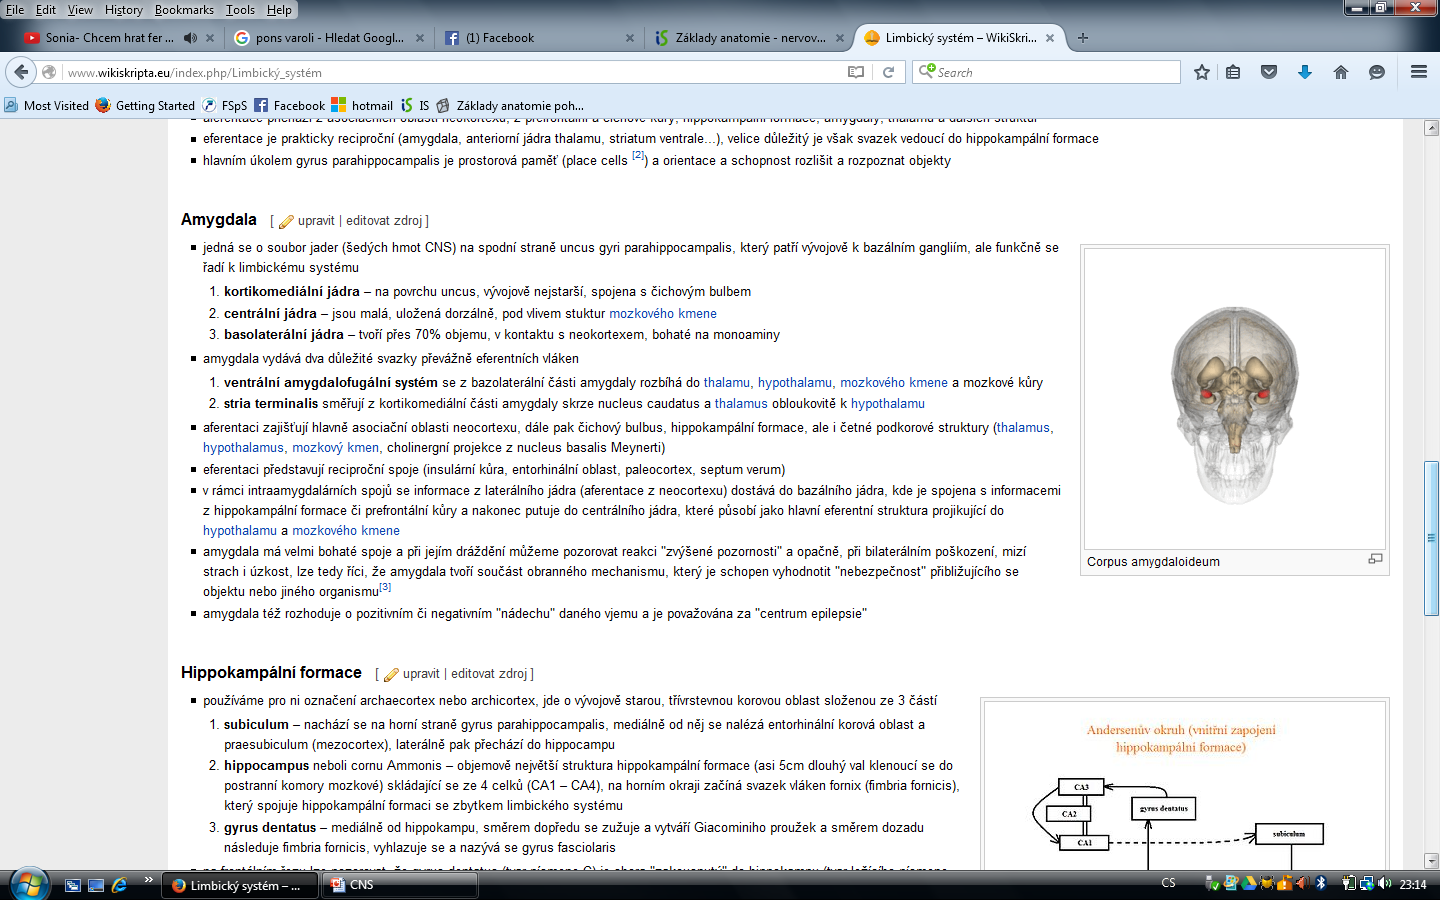 File Edit View History Bookmarks Tools Help
Sonia- Chcem hrat fer ...
pons varoli - Hledat Googl...
(1) Facebook
Základy anatomie - nervov...
Limbický systém – WikiSkri...
www.wikiskripta.eu/index.php/Limbický_systém
Search
Most Visited Getting Started FSpS Facebook hotmail IS Základy anatomie poh...
aferentace přichází z asociačních oblastí neokortexu, z prefrontální a čichové kůry, hippokampální formace, amygdaly, thalamu a dalších struktur
eferentace je prakticky reciproční (amygdala, anteriorní jádra thalamu, striatum ventrale...), velice důležitý je však svazek vedoucí do hippokampální formace
hlavním úkolem gyrus parahippocampalis je prostorová paměť (place cells [2]) a orientace a schopnost rozlišit a rozpoznat objekty
Amygdala [ upravit | editovat zdroj ]
jedná se o soubor jader (šedých hmot CNS) na spodní straně uncus gyri parahippocampalis, který patří vývojově k bazálním gangliím, ale funkčně se
řadí k limbickému systému
1. kortikomediální jádra – na povrchu uncus, vývojově nejstarší, spojena s čichovým bulbem
2. centrální jádra – jsou malá, uložená dorzálně, pod vlivem stuktur mozkového kmene
3. basolaterální jádra – tvoří přes 70% objemu, v kontaktu s neokortexem, bohaté na monoaminy
amygdala vydává dva důležité svazky převážně eferentních vláken
1. ventrální amygdalofugální systém se z bazolaterální části amygdaly rozbíhá do thalamu, hypothalamu, mozkového kmene a mozkové kůry
2. stria terminalis směřují z kortikomediální části amygdaly skrze nucleus caudatus a thalamus obloukovitě k hypothalamu
aferentaci zajišťují hlavně asociační oblasti neocortexu, dále pak čichový bulbus, hippokampální formace, ale i četné podkorové struktury (thalamus,
hypothalamus, mozkový kmen, cholinergní projekce z nucleus basalis Meynerti)
eferentaci představují reciproční spoje (insulární kůra, entorhinální oblast, paleocortex, septum verum)
v rámci intraamygdalárních spojů se informace z laterálního jádra (aferentace z neocortexu) dostává do bazálního jádra, kde je spojena s informacemi
z hippokampální formace či prefrontální kůry a nakonec putuje do centrálního jádra, které působí jako hlavní eferentní struktura projikující do
hypothalamu a mozkového kmene
amygdala má velmi bohaté spoje a při jejím dráždění můžeme pozorovat reakci "zvýšené pozornosti" a opačně, při bilaterálním poškození, mizí
strach i úzkost, lze tedy říci, že amygdala tvoří součást obranného mechanismu, který je schopen vyhodnotit "nebezpečnost" přibližujícího se
objektu nebo jiného organismu[3]
amygdala též rozhoduje o pozitivním či negativním "nádechu" daného vjemu a je považována za "centrum epilepsie"
Corpus amygdaloideum
Hippokampální formace [ upravit | editovat zdroj ]
používáme pro ni označení archaecortex nebo archicortex, jde o vývojově starou, třívrstevnou korovou oblast složenou ze 3 částí
1. subiculum – nachází se na horní straně gyrus parahippocampalis, mediálně od něj se nalézá entorhinální korová oblast a
praesubiculum (mezocortex), laterálně pak přechází do hippocampu
2. hippocampus neboli cornu Ammonis – objemově největší struktura hippokampální formace (asi 5cm dlouhý val klenoucí se do
postranní komory mozkové) skládající se ze 4 celků (CA1 – CA4), na horním okraji začíná svazek vláken fornix (fimbria fornicis),
který spojuje hippokampální formaci se zbytkem limbického systému
3. gyrus dentatus – mediálně od hippokampu, směrem dopředu se zužuje a vytváří Giacominiho proužek a směrem dozadu
následuje fimbria fornicis, vyhlazuje se a nazývá se gyrus fasciolaris
Andersenův okruh (vnitřní zapojení
hippokampální formace)
CA3
gyrus dentatus
CA2
subiculum
CA1
Limbický systém – ...
CNS
CS
23:14